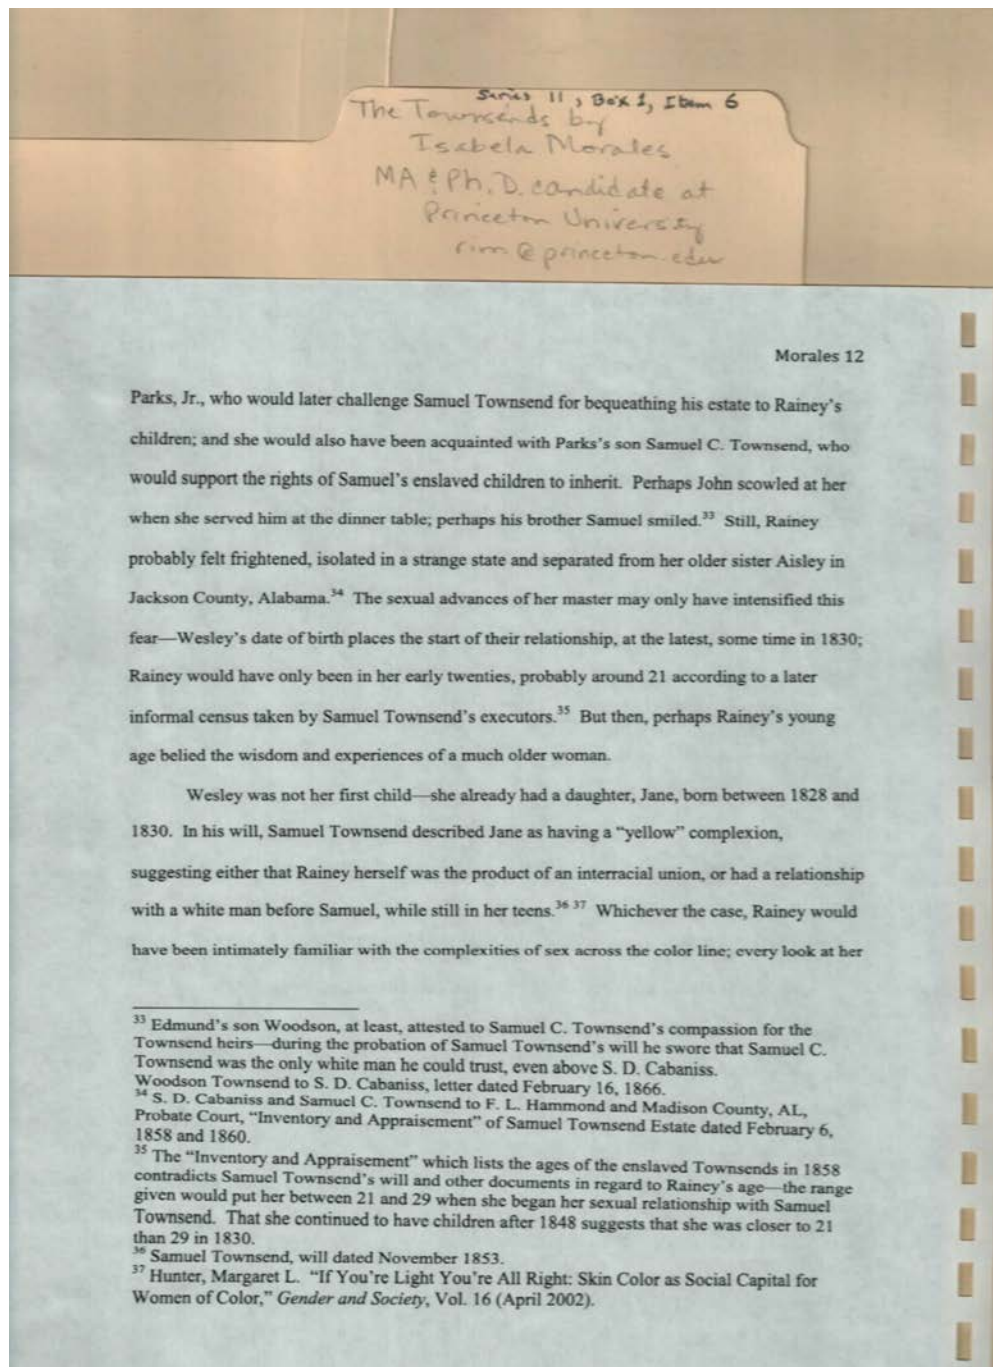 Series 11, Box 1, Item 6
The Townsends by
Isabela Morales
MA & Ph.D. candidate at
Princeton University
rim@princeton.edu
Morales 12
Parks, Jr., who would later challenge Samuel Townsend for bequeathing his estate to Rainey's
children; and she would also have been acquainted with Parks's son Samuel C. Townsend, who
would support the rights of Samuel's enslaved children to inherit. Perhaps John scowled at her
when she served him at the dinner table; perhaps his brother Samuel smiled.33 Still, Rainey
probably felt frightened, isolated in a strange state and separated from her older sister Aisley in
Jackson County, Alabama.34 The sexual advances of her master may only have intensified this
fear—Wesley's date of birth places the start of their relationship, at the latest, some time in 1830;
Rainey would have only been in her early twenties, probably around 21 according to a later
informal census taken by Samuel Townsend's executors.35 But then, perhaps Rainey's young
age belied the wisdom and experiences of a much older woman.
Wesley was not her first child—she already had a daughter, Jane, born between 1828 and
1830. In his will, Samuel Townsend described Jane as having a "yellow" complexion,
suggesting either that Rainey herself was the product of an interracial union, or had a relationship
with a white man before Samuel, while still in her teens.36 37 Whichever the case, Rainey would
have been intimately familiar with the complexities of sex across the color line; every look at her
33 Edmund's son Woodson, at least, attested to Samuel C. Townsend's compassion for the
Townsend heirs—during the probation of Samuel Townsend's will he swore that Samuel C.
Townsend was the only white man he could trust, even above S. D. Cabaniss.
Woodson Townsend to S. D. Cabaniss, letter dated February 16, 1866.
34 S. D. Cabaniss and Samuel C. Townsend to F. L. Hammond and Madison County, AL,
Probate Court, "Inventory and Appraisement" of Samuel Townsend Estate dated February 6,
1858 and 1860.
35 The "Inventory and Appraisement" which lists the ages of the enslaved Townsends in 1858
contradicts Samuel Townsend's will and other documents in regard to Rainey's age—the range
given would put her between 21 and 29 when she began her sexual relationship with Samuel
Townsend. That she continued to have children after 1848 suggests that she was closer to 21
than 29 in 1830.
36 Samuel Townsend, will dated November 1853.
37 Hunter, Margaret L. "If You're Light You're All Right: Skin Color as Social Capital for
Women of Color," Gender and Society, Vol. 16 (April 2002).